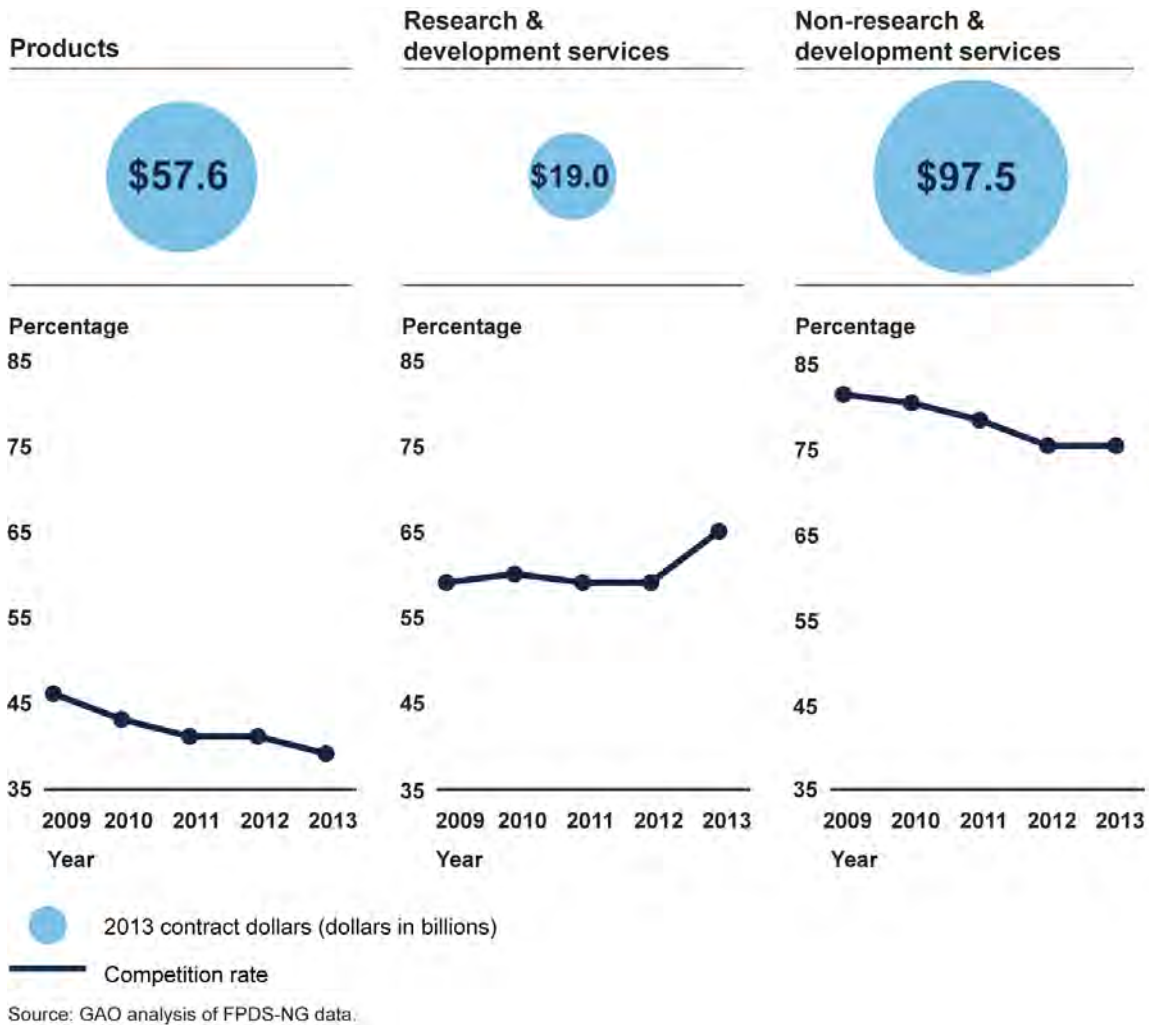 Products
Research &
development services
Non-research &
development services
$57.6
$19.0
$97.5
Percentage
85
75
65
55
45
35
2009 2010 2011 2012 2013
Year
Percentage
85
75
65
55
45
35
2009 2010 2011 2012 2013
Year
Percentage
85
75
65
55
45
35
2009 2010 2011 2012 2013
Year
2013 contract dollars (dollars in billions)
Competition rate
Source: GAO analysis of FPDS-NG data.